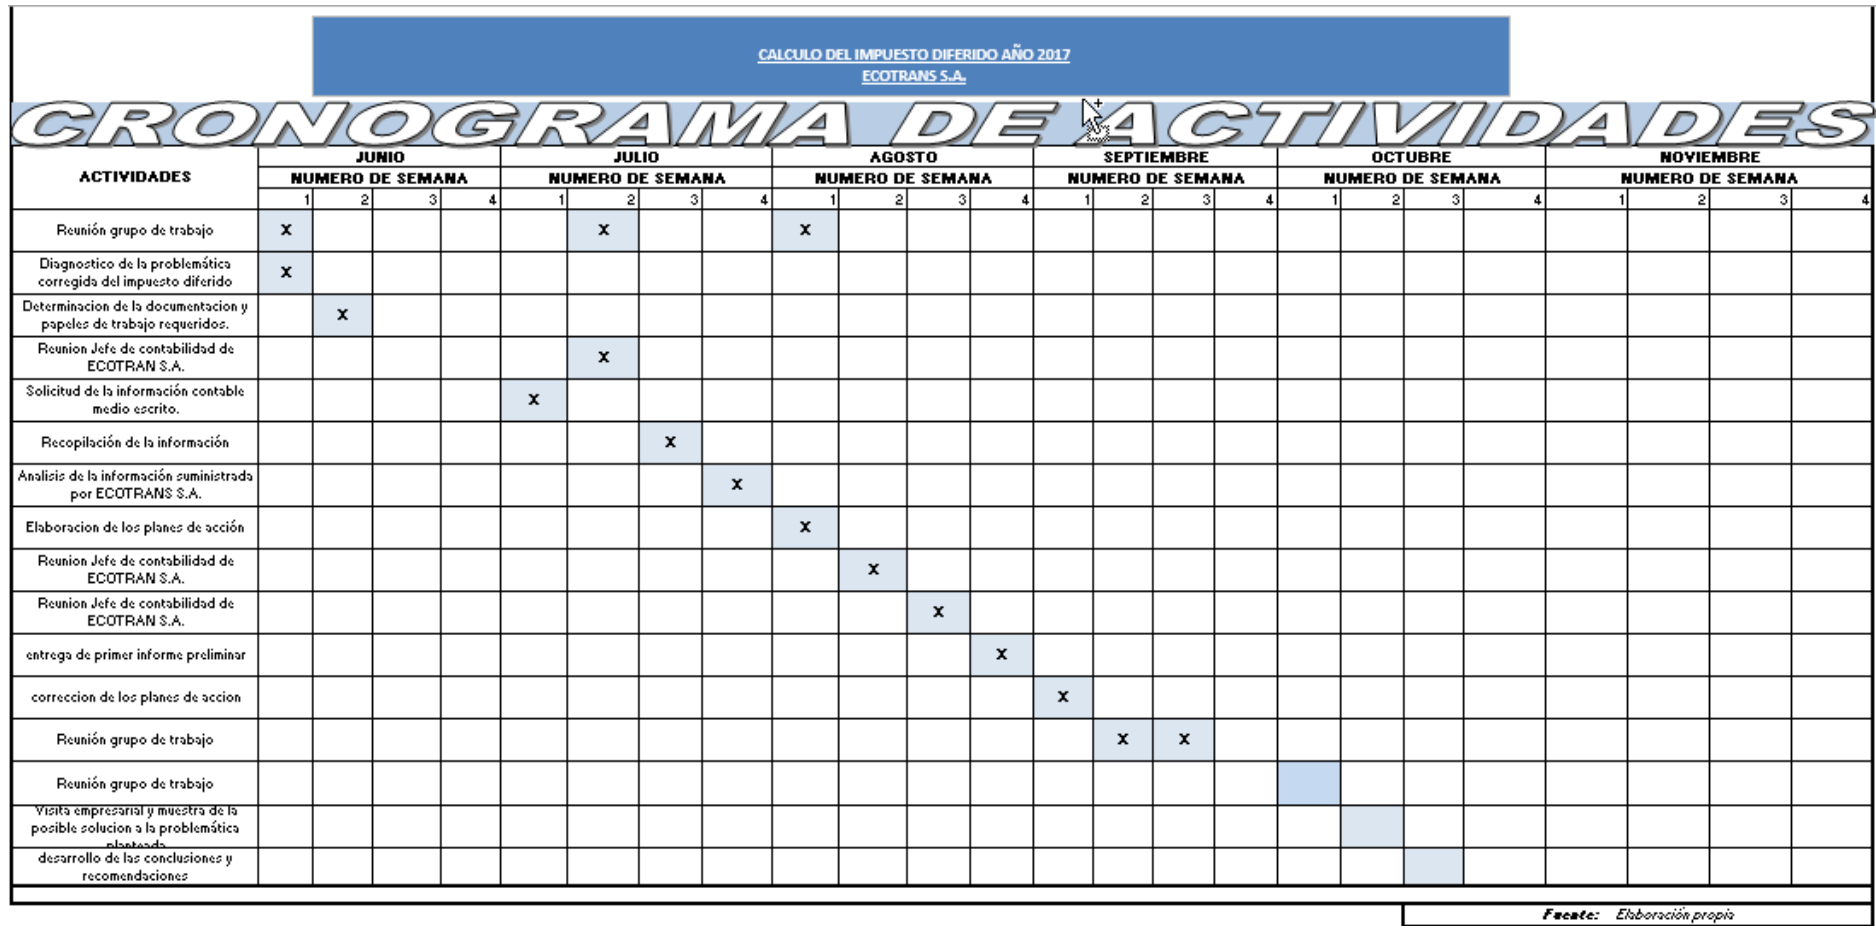 CALCULO DEL IMPUESTO DIFERIDO AÑO 2017
ECOTRANS S.A.
CRONOGRAMA DE ACTIVIDADES
ACTIVIDADES
JUNIO JULIO AGOSTO SEPTIEMBRE OCTUBRE NOVIEMBRE
NUMERO DE SEMANA NUMERO DE SEMANA NUMERO DE SEMANA NUMERO DE SEMANA NUMERO DE SEMANA NUMERO DE SEMANA
1 2 3 4 1 2 3 4 1 2 3 4 1 2 3 4 1 2 3 4 1 2 3 4
Reunión grupo de trabajo X X X
Diagnostico de la problemática
corregida del impuesto diferido X
Determinacion de la documentacion y
papeles de trabajo requeridos. X
Reunion Jefe de contabilidad de
ECOTRAN S.A. X
Solicitud de la información contable
medio escrito. X
Recopilación de la información X
Analisis de la información suministrada
por ECOTRANS S.A. X
Elaboracion de los planes de acción X
Reunion Jefe de contabilidad de
ECOTRAN S.A. X
Reunion Jefe de contabilidad de
ECOTRAN S.A. X
entrega de primer informe preliminar X
correccion de los planes de accion X
Reunión grupo de trabajo X X
Reunión grupo de trabajo
Visita empresarial y muestra de la
posible solucion a la problemática
planteada
desarrollo de las conclusiones y
recomendaciones
Fuente: Elaboración propia